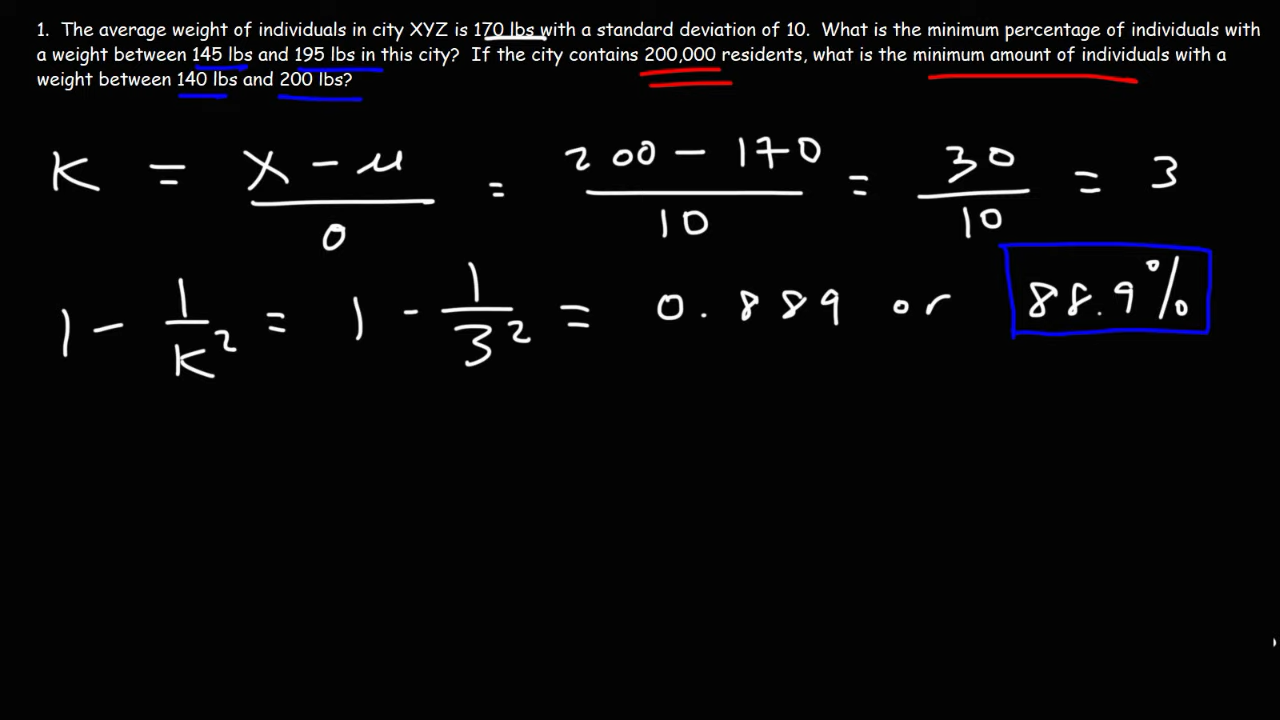 1. The average weight of individuals in city XYZ is 170 lbs with a standard deviation of 10. What is the minimum percentage of individuals with
a weight between 145 lbs and 195 lbs in this city? If the city contains 200,000 residents, what is the minimum amount of individuals with a
weight between 140 lbs and 200 lbs?
K = (X - μ)/σ = (200 - 170)/10 = 30/10 = 3
1 - 1/K² = 1 - 1/3² = 0.889 or 88.9%